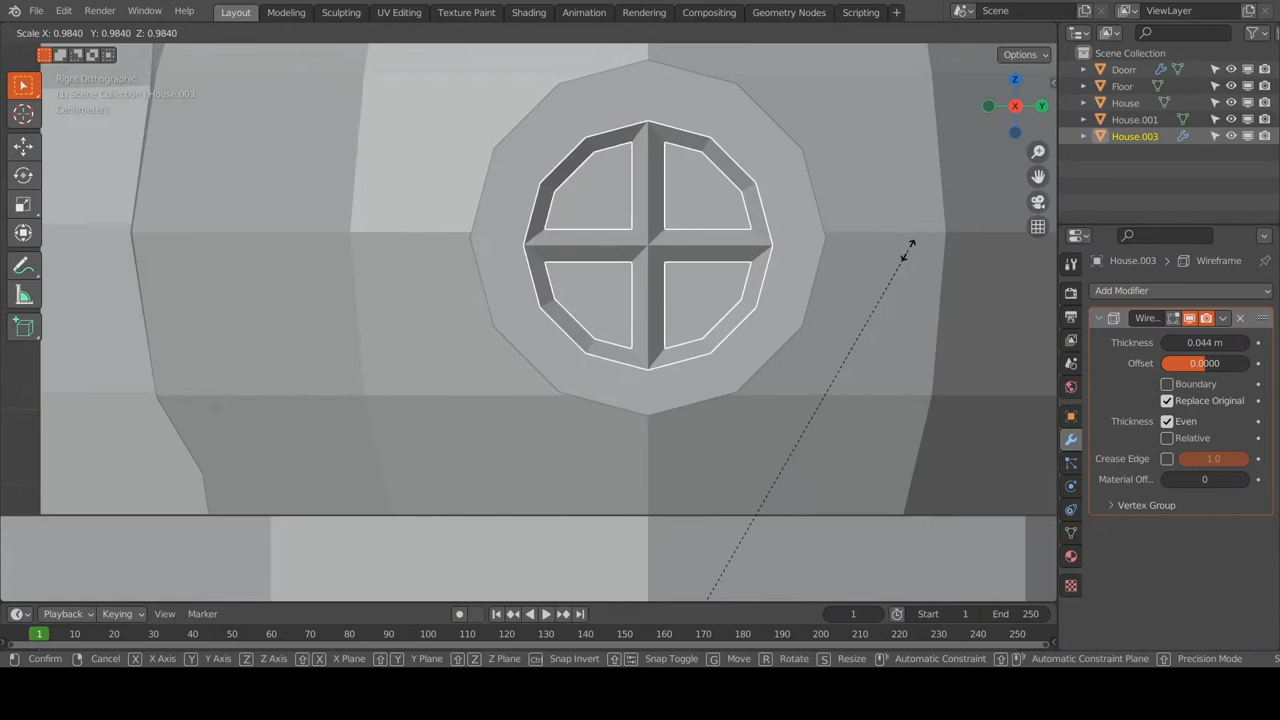 File Edit Render Window Help Layout Modeling Sculpting UV Editing Texture Paint Shading Animation Rendering Compositing Geometry Nodes Scripting + Scene ViewLayer
Scale X: 0.9840 Y: 0.9840 Z: 0.9840
Options
Right Orthographic
(1) Scene Collection | House.003
Centimeters
Z
X
Y
Scene Collection
Doorr
Floor
House
House.001
House.003
House.003 > Wireframe
Add Modifier
Wire...
Thickness 0.044 m
Offset 0.0000
Boundary
Replace Original
Thickness Even
Relative
Crease Edge 1.0
Material Off... 0
Vertex Group
Playback Keying View Marker 1 Start 1 End 250
1 10 20 30 40 50 60 70 80 90 100 110 120 130 140 150 160 170 180 190 200 210 220 230 240 250
Confirm Cancel X X Axis Y Y Axis Z Z Axis X X Plane Y Y Plane Z Z Plane Ctrl Snap Invert Snap Toggle G Move R Rotate S Resize Automatic Constraint Automatic Constraint Plane Precision Mode S